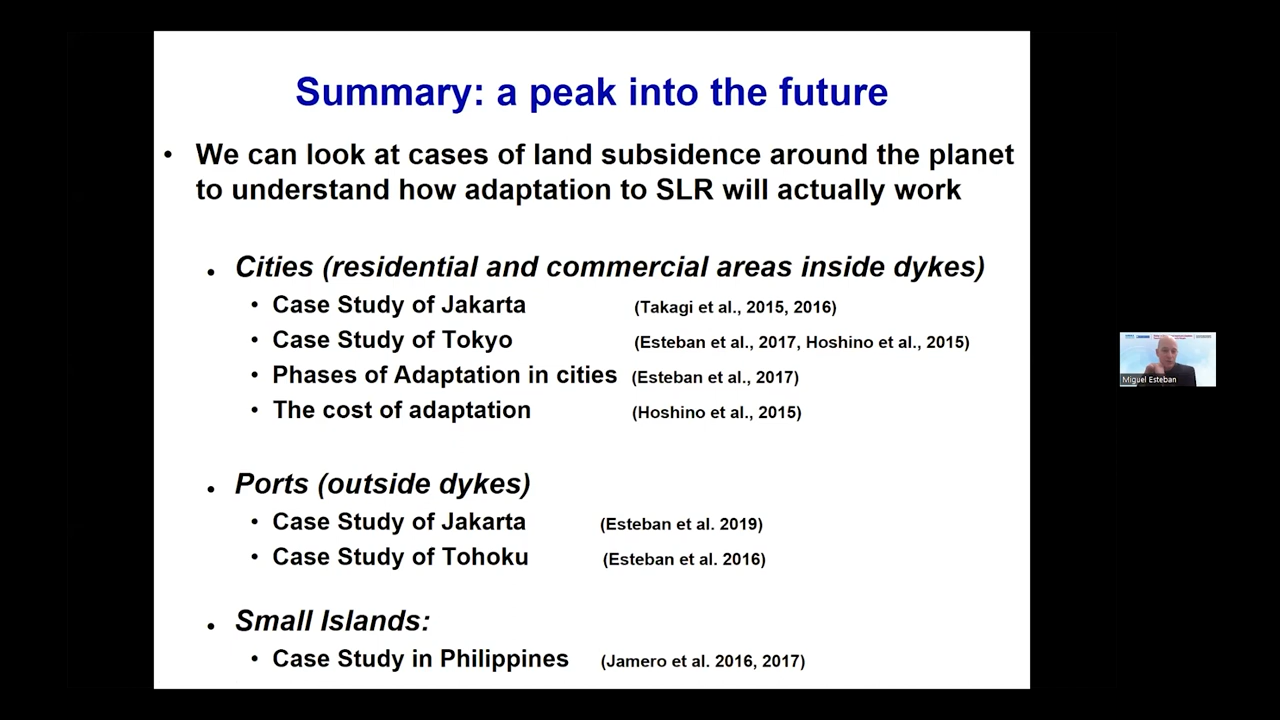 Summary: a peak into the future
• We can look at cases of land subsidence around the planet
to understand how adaptation to SLR will actually work
• Cities (residential and commercial areas inside dykes)
• Case Study of Jakarta (Takagi et al., 2015, 2016)
• Case Study of Tokyo (Esteban et al., 2017, Hoshino et al., 2015)
• Phases of Adaptation in cities (Esteban et al., 2017)
• The cost of adaptation (Hoshino et al., 2015)
• Ports (outside dykes)
• Case Study of Jakarta (Esteban et al. 2019)
• Case Study of Tohoku (Esteban et al. 2016)
• Small Islands:
• Case Study in Philippines (Jamero et al. 2016, 2017)
Miguel Esteban